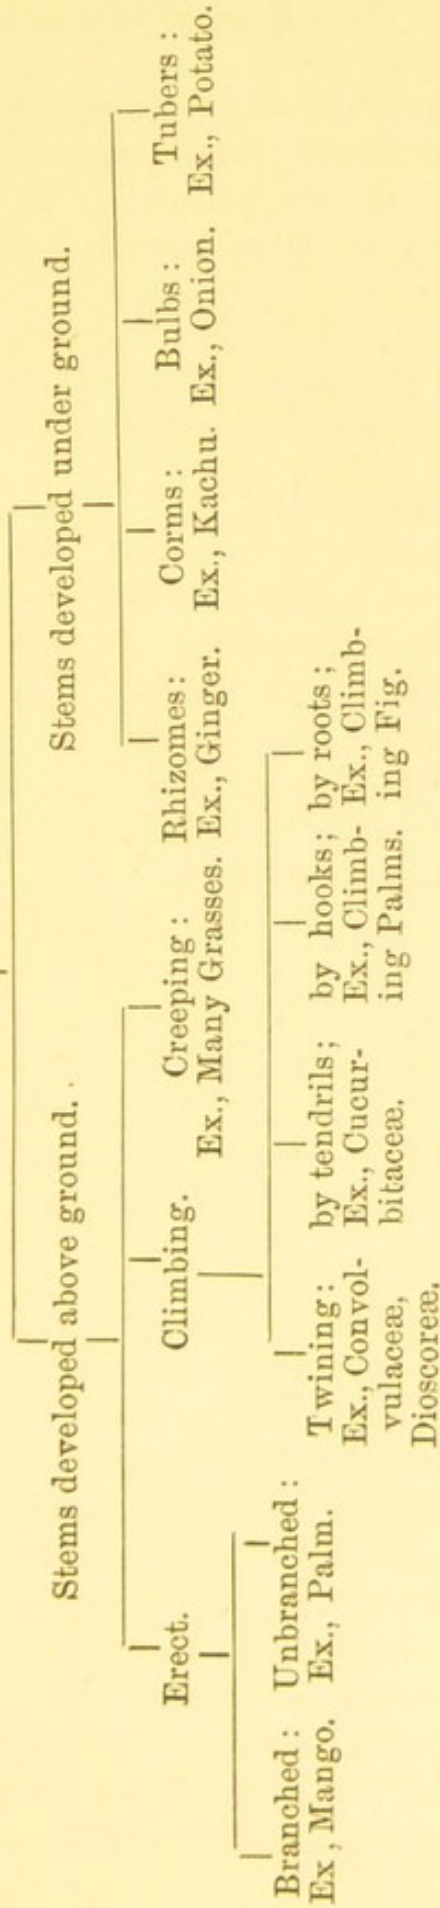 Stems developed above ground.
Stems developed under ground.
Erect.
Climbing.
Creeping :
Ex., Many Grasses.
Rhizomes :
Ex., Ginger.
Corms :
Ex., Kachu.
Bulbs :
Ex., Onion.
Tubers :
Ex., Potato.
Branched :
Ex , Mango.
Unbranched :
Ex., Palm.
Twining :
Ex., Convol-
vulaceæ,
Dioscoreæ.
by tendrils ;
Ex., Cucur-
bitaceæ.
by hooks ;
Ex., Climb-
ing Palms.
by roots ;
Ex., Climb-
ing Fig.